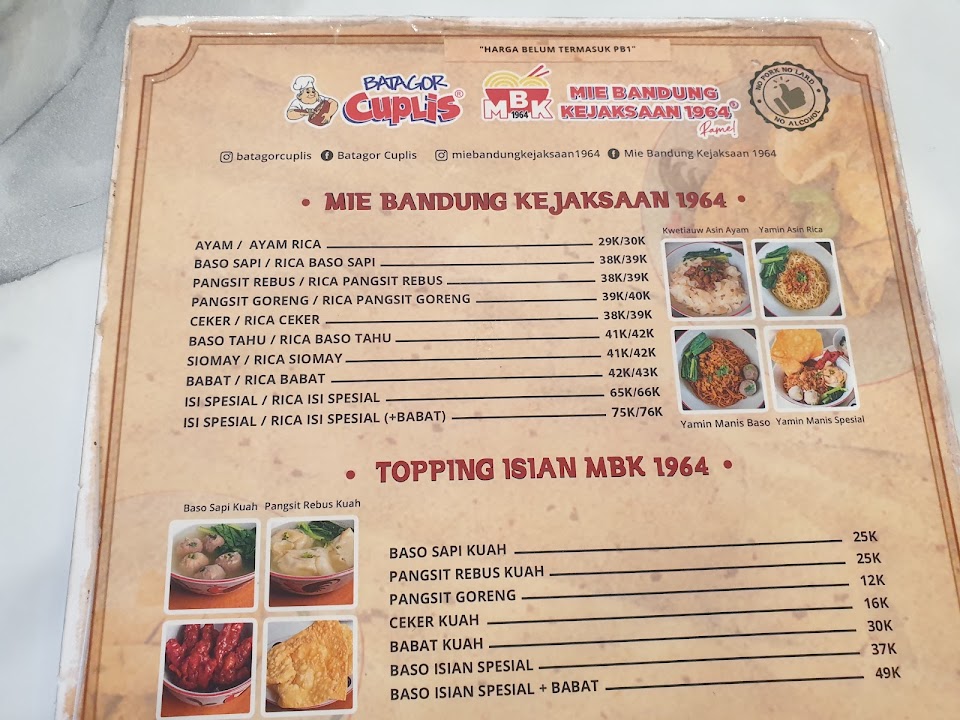 "HARGA BELUM TERMASUK PB1"
BATAGOR CUPLIS®
MBK 1964
MIE BANDUNG KEJAKSAAN 1964®
Rame!
NO PORK NO LARD NO ALCOHOL
batagorcuplis Batagor Cuplis miebandungkejaksaan1964 Mie Bandung Kejaksaan 1964
• MIE BANDUNG KEJAKSAAN 1964 •
AYAM / AYAM RICA 29K/30K
BASO SAPI / RICA BASO SAPI 38K/39K
PANGSIT REBUS / RICA PANGSIT REBUS 38K/39K
PANGSIT GORENG / RICA PANGSIT GORENG 39K/40K
CEKER / RICA CEKER 38K/39K
BASO TAHU / RICA BASO TAHU 41K/42K
SIOMAY / RICA SIOMAY 41K/42K
BABAT / RICA BABAT 42K/43K
ISI SPESIAL / RICA ISI SPESIAL 65K/66K
ISI SPESIAL / RICA ISI SPESIAL (+BABAT) 75K/76K
Kwetiauw Asin Ayam Yamin Asin Rica
Yamin Manis Baso Yamin Manis Spesial
• TOPPING ISIAN MBK 1964 •
Baso Sapi Kuah Pangsit Rebus Kuah
BASO SAPI KUAH 25K
PANGSIT REBUS KUAH 25K
PANGSIT GORENG 12K
CEKER KUAH 16K
BABAT KUAH 30K
BASO ISIAN SPESIAL 37K
BASO ISIAN SPESIAL + BABAT 49K